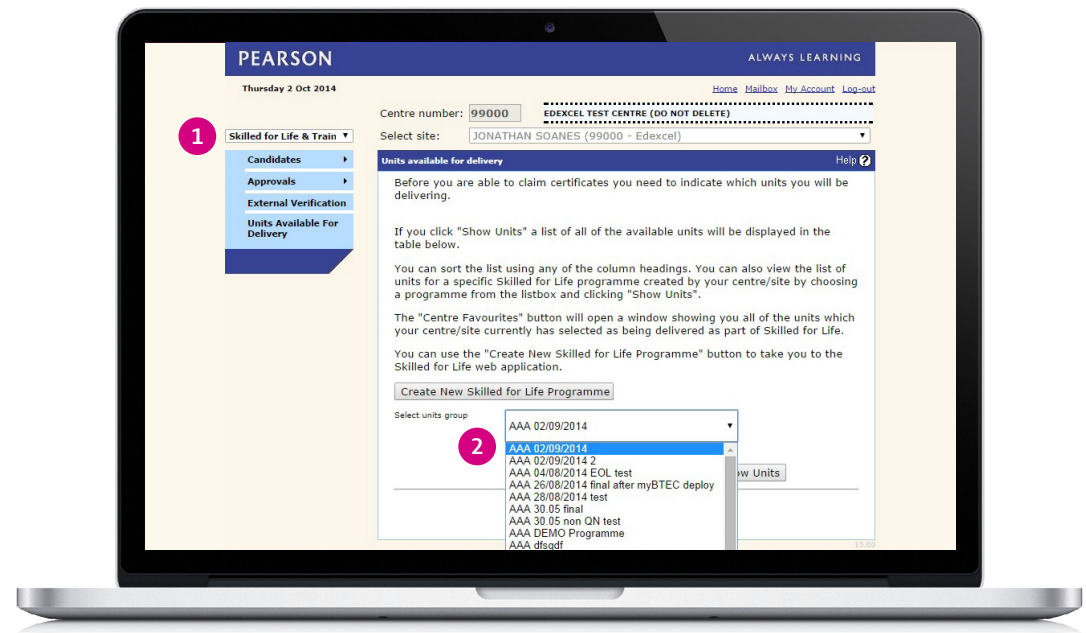 PEARSON
ALWAYS LEARNING
Thursday 2 Oct 2014
Home Mailbox My Account Log-out
Centre number: 99000 EDEXCEL TEST CENTRE (DO NOT DELETE)
1
Skilled for Life & Train
Select site: JONATHAN SOANES (99000 - Edexcel)
Candidates
Approvals
External Verification
Units Available For
Delivery
Units available for delivery
Help ?
Before you are able to claim certificates you need to indicate which units you will be
delivering.
If you click "Show Units" a list of all of the available units will be displayed in the
table below.
You can sort the list using any of the column headings. You can also view the list of
units for a specific Skilled for Life programme created by your centre/site by choosing
a programme from the listbox and clicking "Show Units".
The "Centre Favourites" button will open a window showing you all of the units which
your centre/site currently has selected as being delivered as part of Skilled for Life.
You can use the "Create New Skilled for Life Programme" button to take you to the
Skilled for Life web application.
Create New Skilled for Life Programme
Select units group
AAA 02/09/2014
2
AAA 02/09/2014
AAA 02/09/2014 2
AAA 04/08/2014 EOL test
AAA 26/08/2014 final after myBTEC deploy
ow Units
AAA 28/08/2014 test
AAA 30.05 final
AAA 30.05 non QN test
AAA DEMO Programme
AAA dfsgdf
15.00